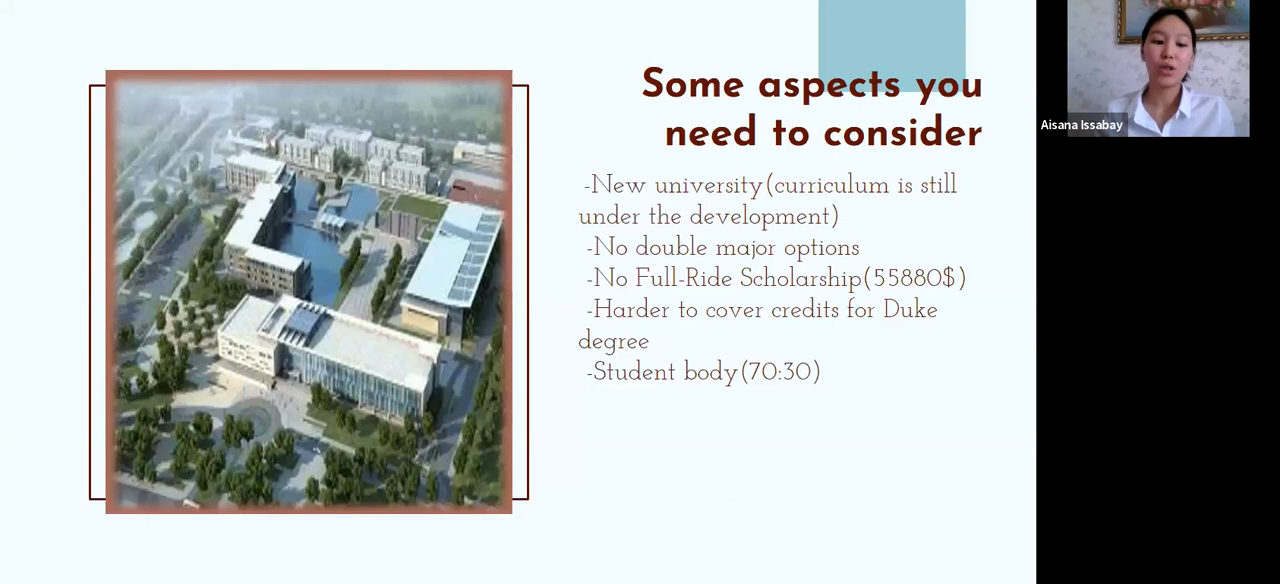 Some aspects you
need to consider
-New university(curriculum is still
under the development)
-No double major options
-No Full-Ride Scholarship(55880$)
-Harder to cover credits for Duke
degree
-Student body(70:30)
Aisana Issabay